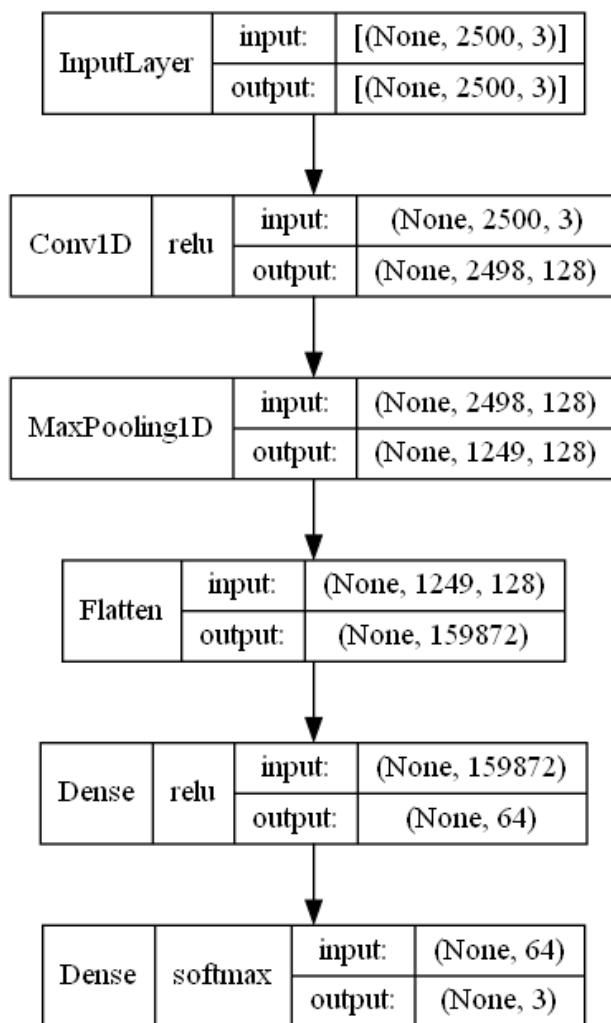 InputLayer input: [(None, 2500, 3)]
output: [(None, 2500, 3)]
Conv1D relu input: (None, 2500, 3)
output: (None, 2498, 128)
MaxPooling1D input: (None, 2498, 128)
output: (None, 1249, 128)
Flatten input: (None, 1249, 128)
output: (None, 159872)
Dense relu input: (None, 159872)
output: (None, 64)
Dense softmax input: (None, 64)
output: (None, 3)